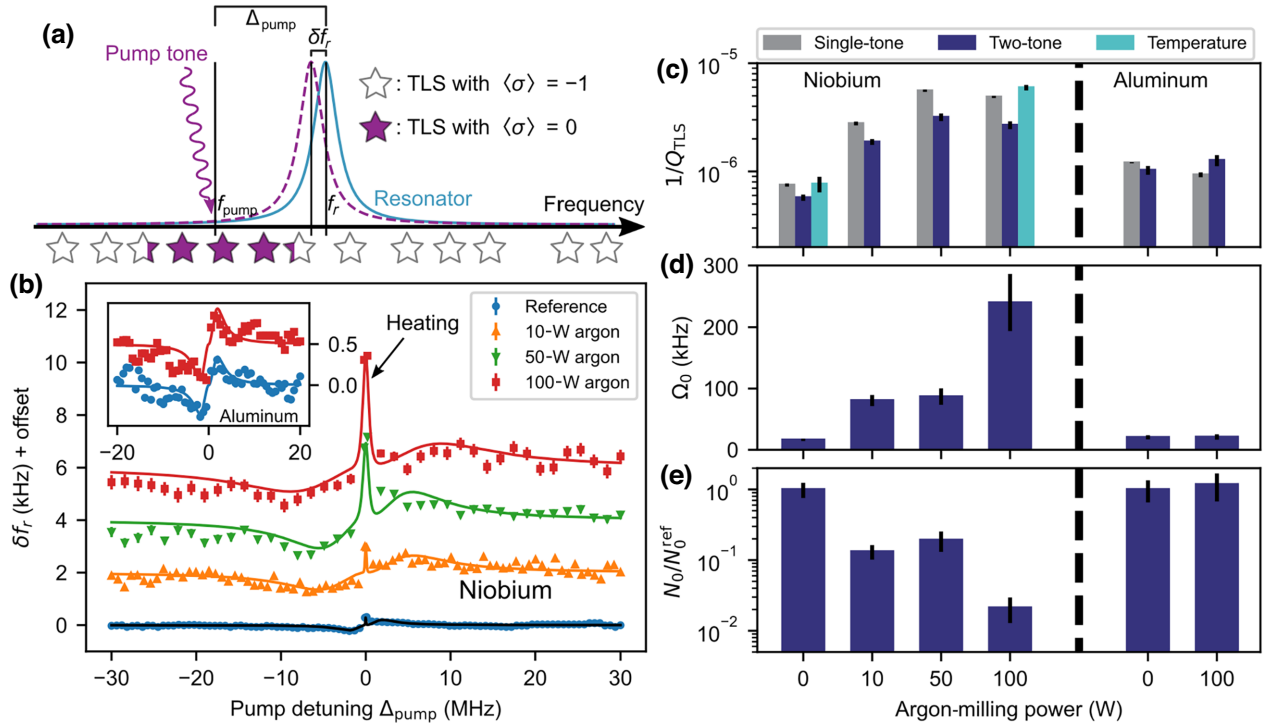 (a)
Δpump
δfr
Pump tone
☆: TLS with ⟨σ⟩ = −1
★: TLS with ⟨σ⟩ = 0
fpump
fr
Resonator
Frequency
(b)
δfr (kHz) + offset
12
10
8
6
4
2
0
0.5
0.0
Aluminum
−20
0
20
Heating
Reference
10-W argon
50-W argon
100-W argon
Niobium
−30
−20
−10
0
10
20
30
Pump detuning Δpump (MHz)
Single-tone
Two-tone
Temperature
(c)
1/QTLS
10⁻⁵
10⁻⁶
Niobium
Aluminum
(d)
Ω0 (kHz)
300
200
100
0
(e)
N0/N0ref
10⁰
10⁻¹
10⁻²
0
10
50
100
0
100
Argon-milling power (W)